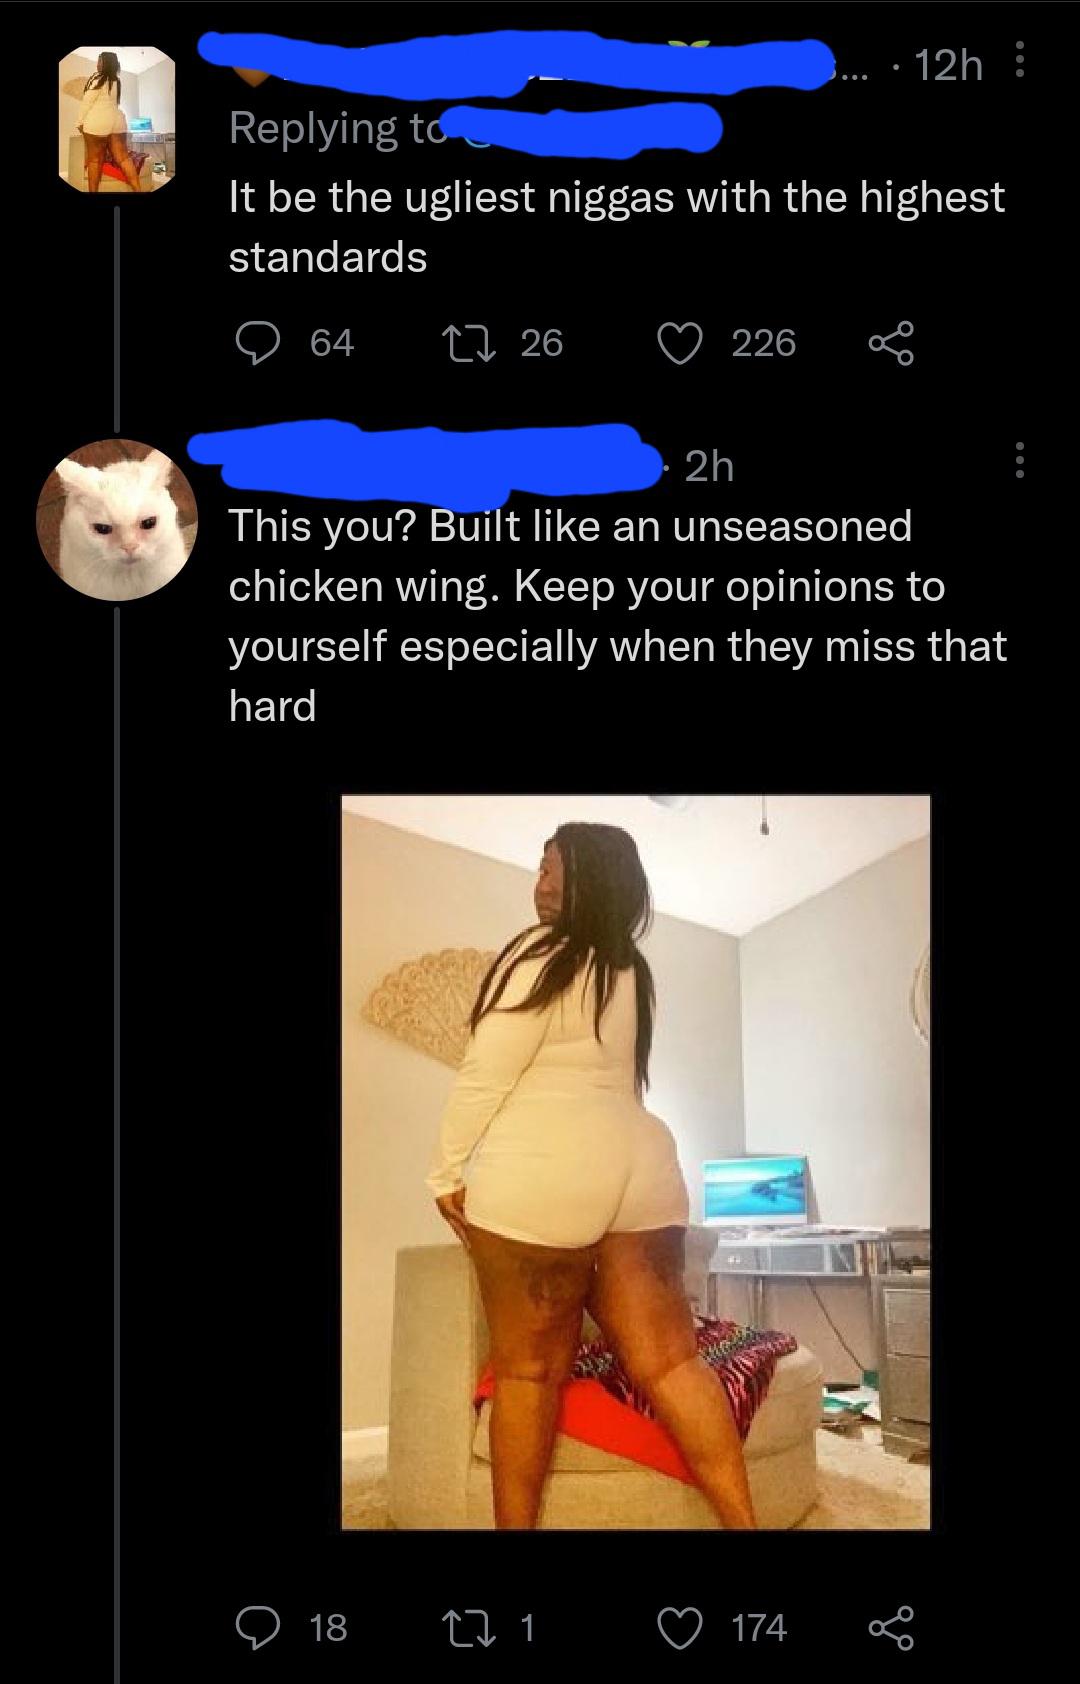 ... · 12h
Replying to
It be the ugliest niggas with the highest
standards
64 26 226
· 2h
This you? Built like an unseasoned
chicken wing. Keep your opinions to
yourself especially when they miss that
hard
18 1 174